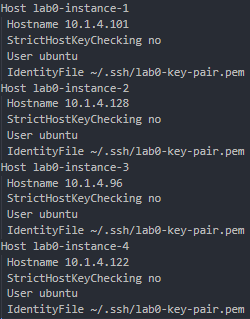 Host lab0-instance-1
 Hostname 10.1.4.101
 StrictHostKeyChecking no
 User ubuntu
 IdentityFile ~/.ssh/lab0-key-pair.pem
Host lab0-instance-2
 Hostname 10.1.4.128
 StrictHostKeyChecking no
 User ubuntu
 IdentityFile ~/.ssh/lab0-key-pair.pem
Host lab0-instance-3
 Hostname 10.1.4.96
 StrictHostKeyChecking no
 User ubuntu
 IdentityFile ~/.ssh/lab0-key-pair.pem
Host lab0-instance-4
 Hostname 10.1.4.122
 StrictHostKeyChecking no
 User ubuntu
 IdentityFile ~/.ssh/lab0-key-pair.pem